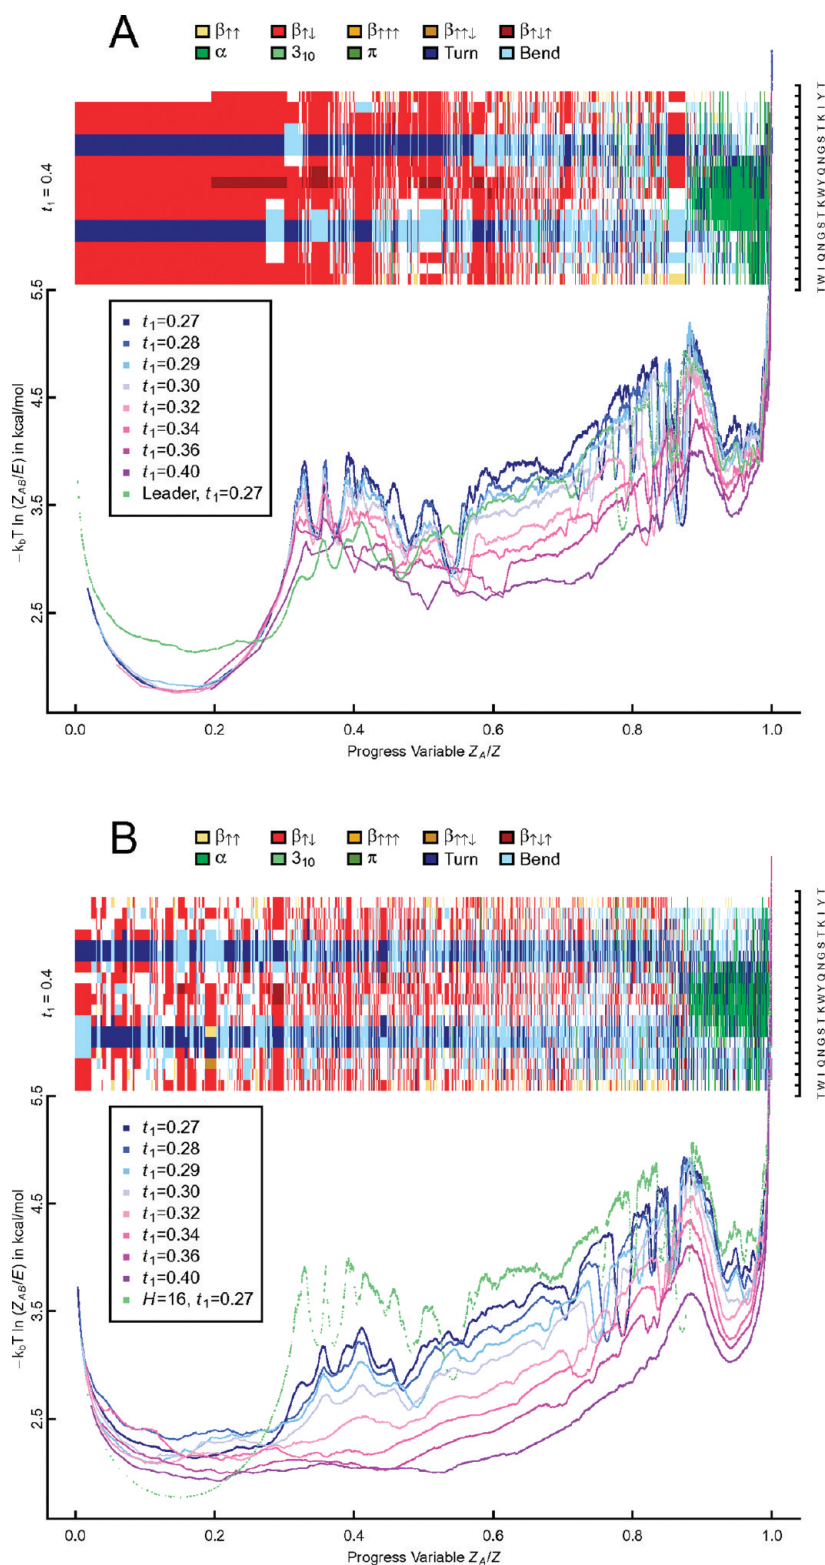 A
β↑↑ β↑↓ β↑↑↑ β↑↑↓ β↑↓↑
α 3₁₀ π Turn Bend
t₁ = 0.4
TWIQNGSTKWYQNGSTKIYT
5.5
4.5
3.5
2.5
−k_bT ln (Z_AB/E) in kcal/mol
t₁=0.27
t₁=0.28
t₁=0.29
t₁=0.30
t₁=0.32
t₁=0.34
t₁=0.36
t₁=0.40
Leader, t₁=0.27
0.0 0.2 0.4 0.6 0.8 1.0
Progress Variable Z_A/Z
B
β↑↑ β↑↓ β↑↑↑ β↑↑↓ β↑↓↑
α 3₁₀ π Turn Bend
t₁ = 0.4
TWIQNGSTKWYQNGSTKIYT
5.5
4.5
3.5
2.5
−k_bT ln (Z_AB/E) in kcal/mol
t₁=0.27
t₁=0.28
t₁=0.29
t₁=0.30
t₁=0.32
t₁=0.34
t₁=0.36
t₁=0.40
H=16, t₁=0.27
0.0 0.2 0.4 0.6 0.8 1.0
Progress Variable Z_A/Z